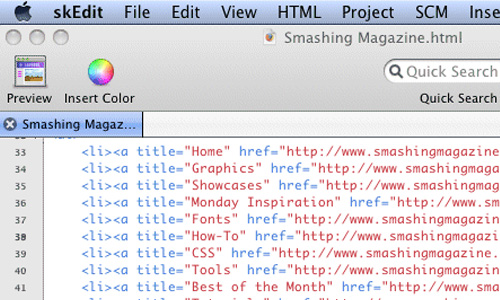 skEdit File Edit View HTML Project SCM
Smashing Magazine.html
Quick Search
Preview Insert Color Quick Search
Smashing Magaz...
33 <li><a title="Home" href="http://www.smashingmagazine
34 <li><a title="Graphics" href="http://www.smashingmaga
35 <li><a title="Showcases" href="http://www.smashingmag
36 <li><a title="Monday Inspiration" href="http://www.sm
37 <li><a title="Fonts" href="http://www.smashingmagazin
38 <li><a title="How-To" href="http://www.smashingmagazi
39 <li><a title="CSS" href="http://www.smashingmagazine.
40 <li><a title="Tools" href="http://www.smashingmagazin
41 <li><a title="Best of the Month" href="http://www.sma